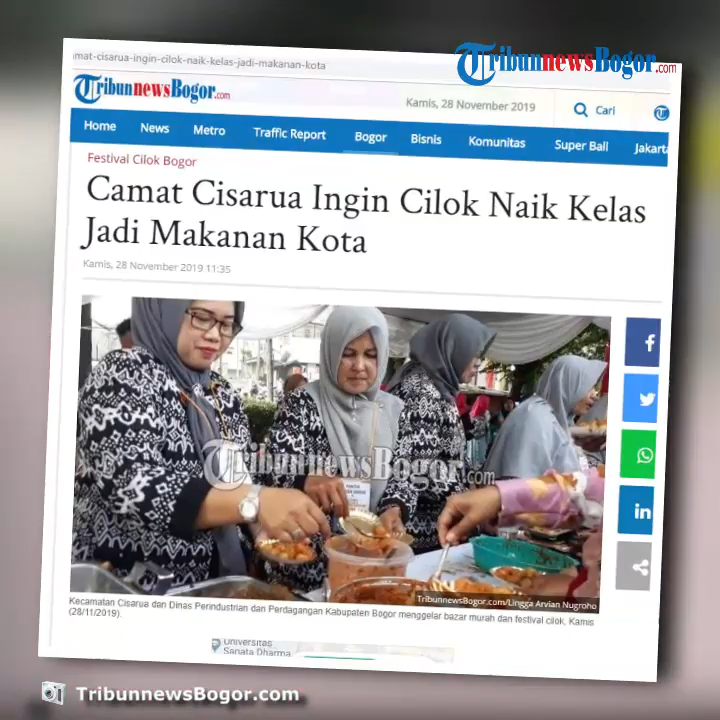 TribunnewsBogor.com
amat-cisarua-ingin-cilok-naik-kelas-jadi-makanan-kota
TribunnewsBogor.com
Kamis, 28 November 2019
Cari
Home News Metro Traffic Report Bogor Bisnis Komunitas Super Ball Jakarta
Festival Cilok Bogor
Camat Cisarua Ingin Cilok Naik Kelas
Jadi Makanan Kota
Kamis, 28 November 2019 11:35
TribunnewsBogor.com
TribunnewsBogor.com/Lingga Arvian Nugroho
Kecamatan Cisarua dan Dinas Perindustrian dan Perdagangan Kabupaten Bogor menggelar bazar murah dan festival cilok, Kamis
(28/11/2019).
Universitas
Sanata Dharma
TribunnewsBogor.com